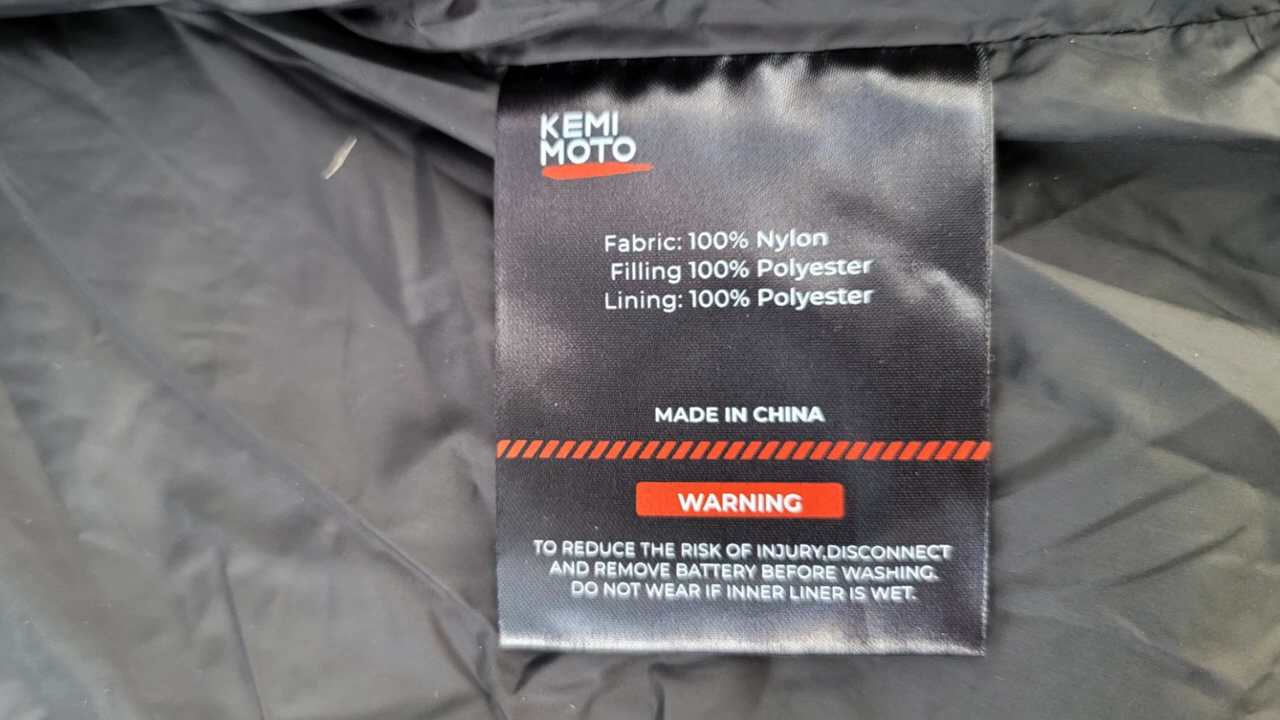 KEMI
MOTO
Fabric: 100% Nylon
Filling 100% Polyester
Lining: 100% Polyester
MADE IN CHINA
WARNING
TO REDUCE THE RISK OF INJURY,DISCONNECT
AND REMOVE BATTERY BEFORE WASHING.
DO NOT WEAR IF INNER LINER IS WET.